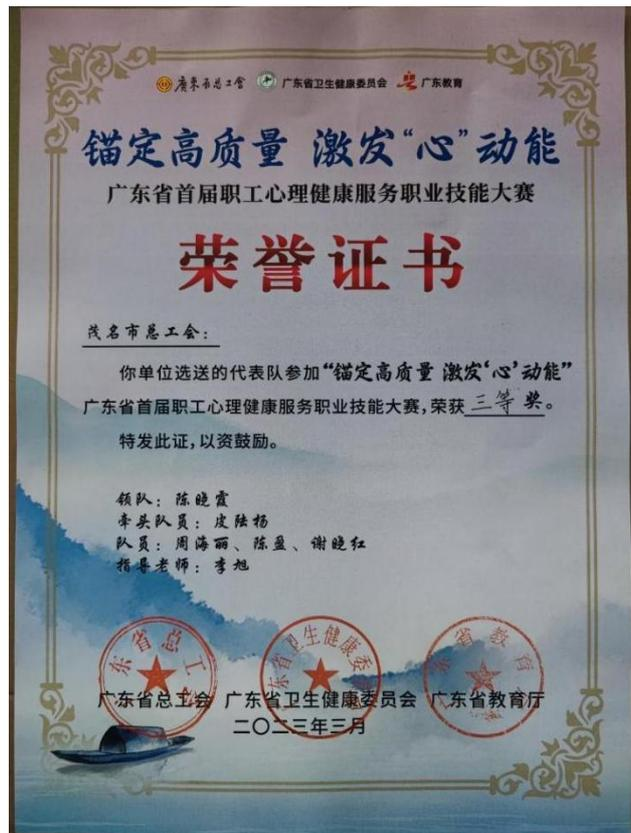 廣東省总工會 广东省卫生健康委员会 广东教育
锚定高质量 激发“心”动能
广东省首届职工心理健康服务职业技能大赛
荣誉证书
茂名市总工会：
你单位选送的代表队参加“锚定高质量 激发‘心’动能”
广东省首届职工心理健康服务职业技能大赛，荣获三等奖。
特发此证，以资鼓励。
领队：陈晓霞
牵头队员：皮陆杨
队员：周海丽、陈盈、谢晓红
指导老师：李旭
广东省总工会 广东省卫生健康委员会 广东省教育厅
二〇二三年三月